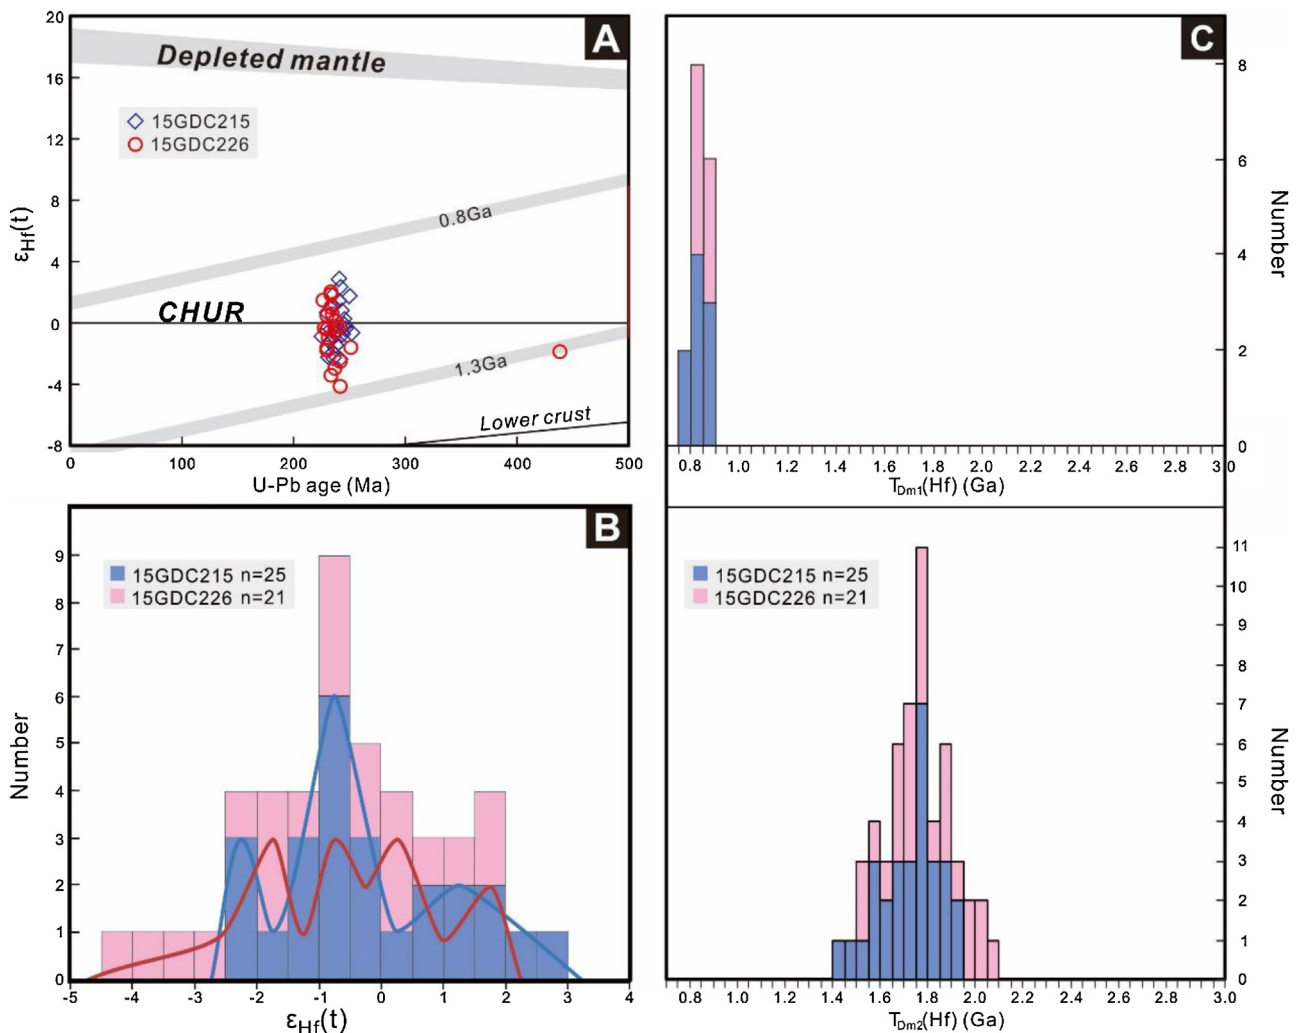 A
20
16
12
8
4
0
-4
-8
εHf(t)
Depleted mantle
15GDC215
15GDC226
0.8Ga
CHUR
1.3Ga
Lower crust
0 100 200 300 400 500
U-Pb age (Ma)
C
8
6
4
2
0
Number
0.8 1.0 1.2 1.4 1.6 1.8 2.0 2.2 2.4 2.6 2.8 3.0
TDm1(Hf) (Ga)
B
9
8
7
6
5
4
3
2
1
0
Number
15GDC215 n=25
15GDC226 n=21
-5 -4 -3 -2 -1 0 1 2 3 4
εHf(t)
15GDC215 n=25
15GDC226 n=21
11
10
9
8
7
6
5
4
3
2
1
0
Number
0.8 1.0 1.2 1.4 1.6 1.8 2.0 2.2 2.4 2.6 2.8 3.0
TDm2(Hf) (Ga)